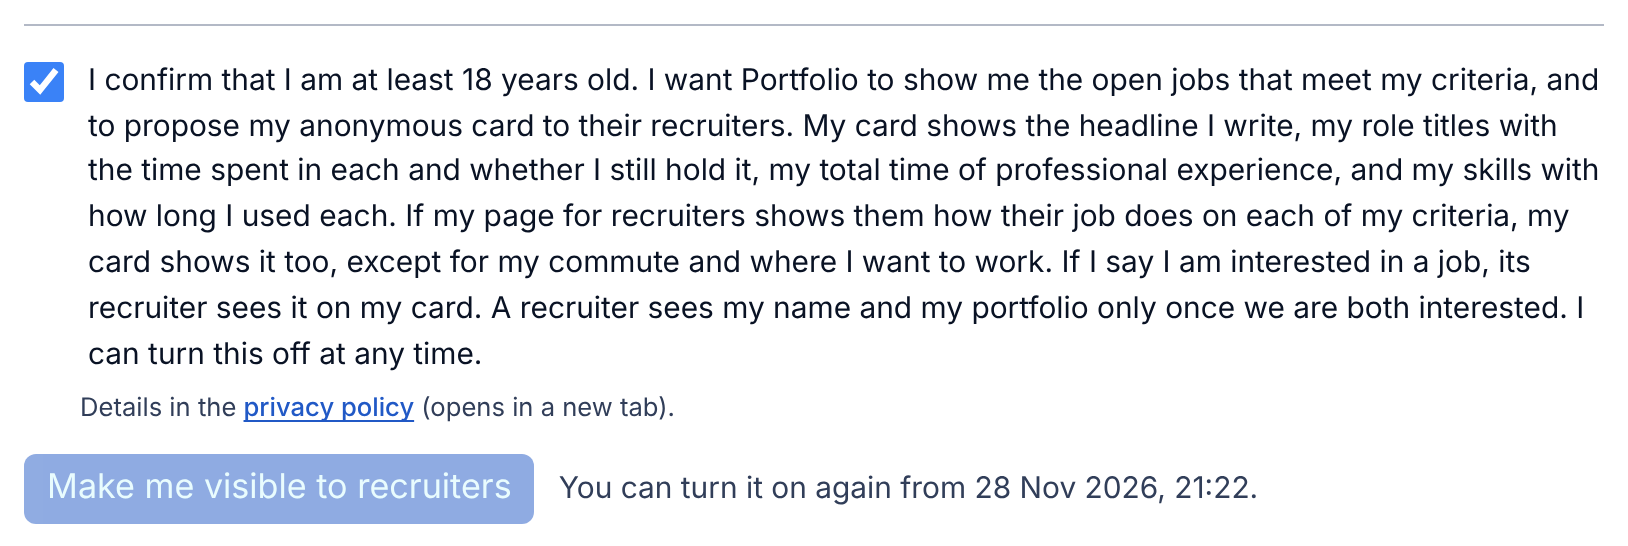 I confirm that I am at least 18 years old. I want Portfolio to show me the open jobs that meet my criteria, and
to propose my anonymous card to their recruiters. My card shows the headline I write, my role titles with
the time spent in each and whether I still hold it, my total time of professional experience, and my skills with
how long I used each. If my page for recruiters shows them how their job does on each of my criteria, my
card shows it too, except for my commute and where I want to work. If I say I am interested in a job, its
recruiter sees it on my card. A recruiter sees my name and my portfolio only once we are both interested. I
can turn this off at any time.
Details in the privacy policy (opens in a new tab).
Make me visible to recruiters You can turn it on again from 28 Nov 2026, 21:22.